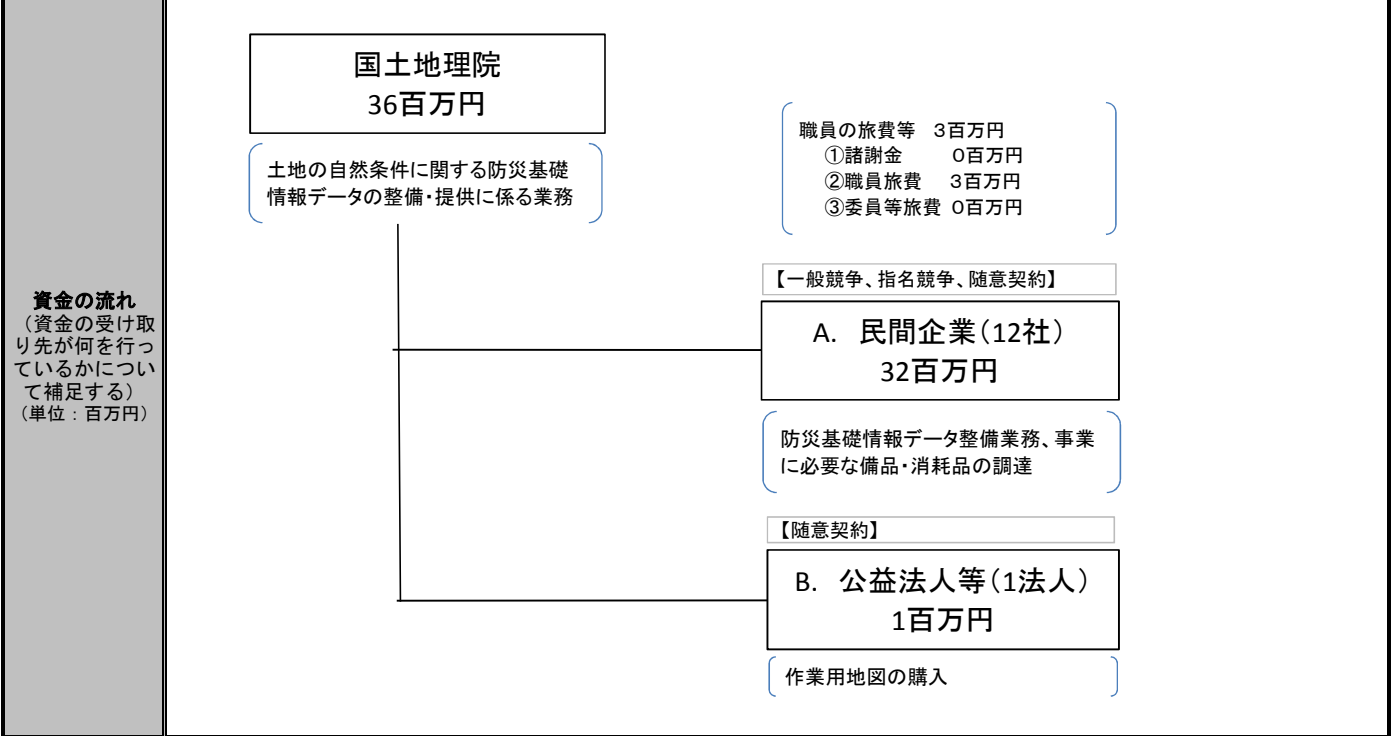 資金の流れ
（資金の受け取
り先が何を行っ
ているかについ
て補足する）
（単位：百万円）
国土地理院
36百万円
土地の自然条件に関する防災基礎
情報データの整備・提供に係る業務
職員の旅費等　3百万円
①諸謝金　　0百万円
②職員旅費　3百万円
③委員等旅費　0百万円
【一般競争、指名競争、随意契約】
A.　民間企業（12社）
32百万円
防災基礎情報データ整備業務、事業
に必要な備品・消耗品の調達
【随意契約】
B.　公益法人等（1法人）
1百万円
作業用地図の購入